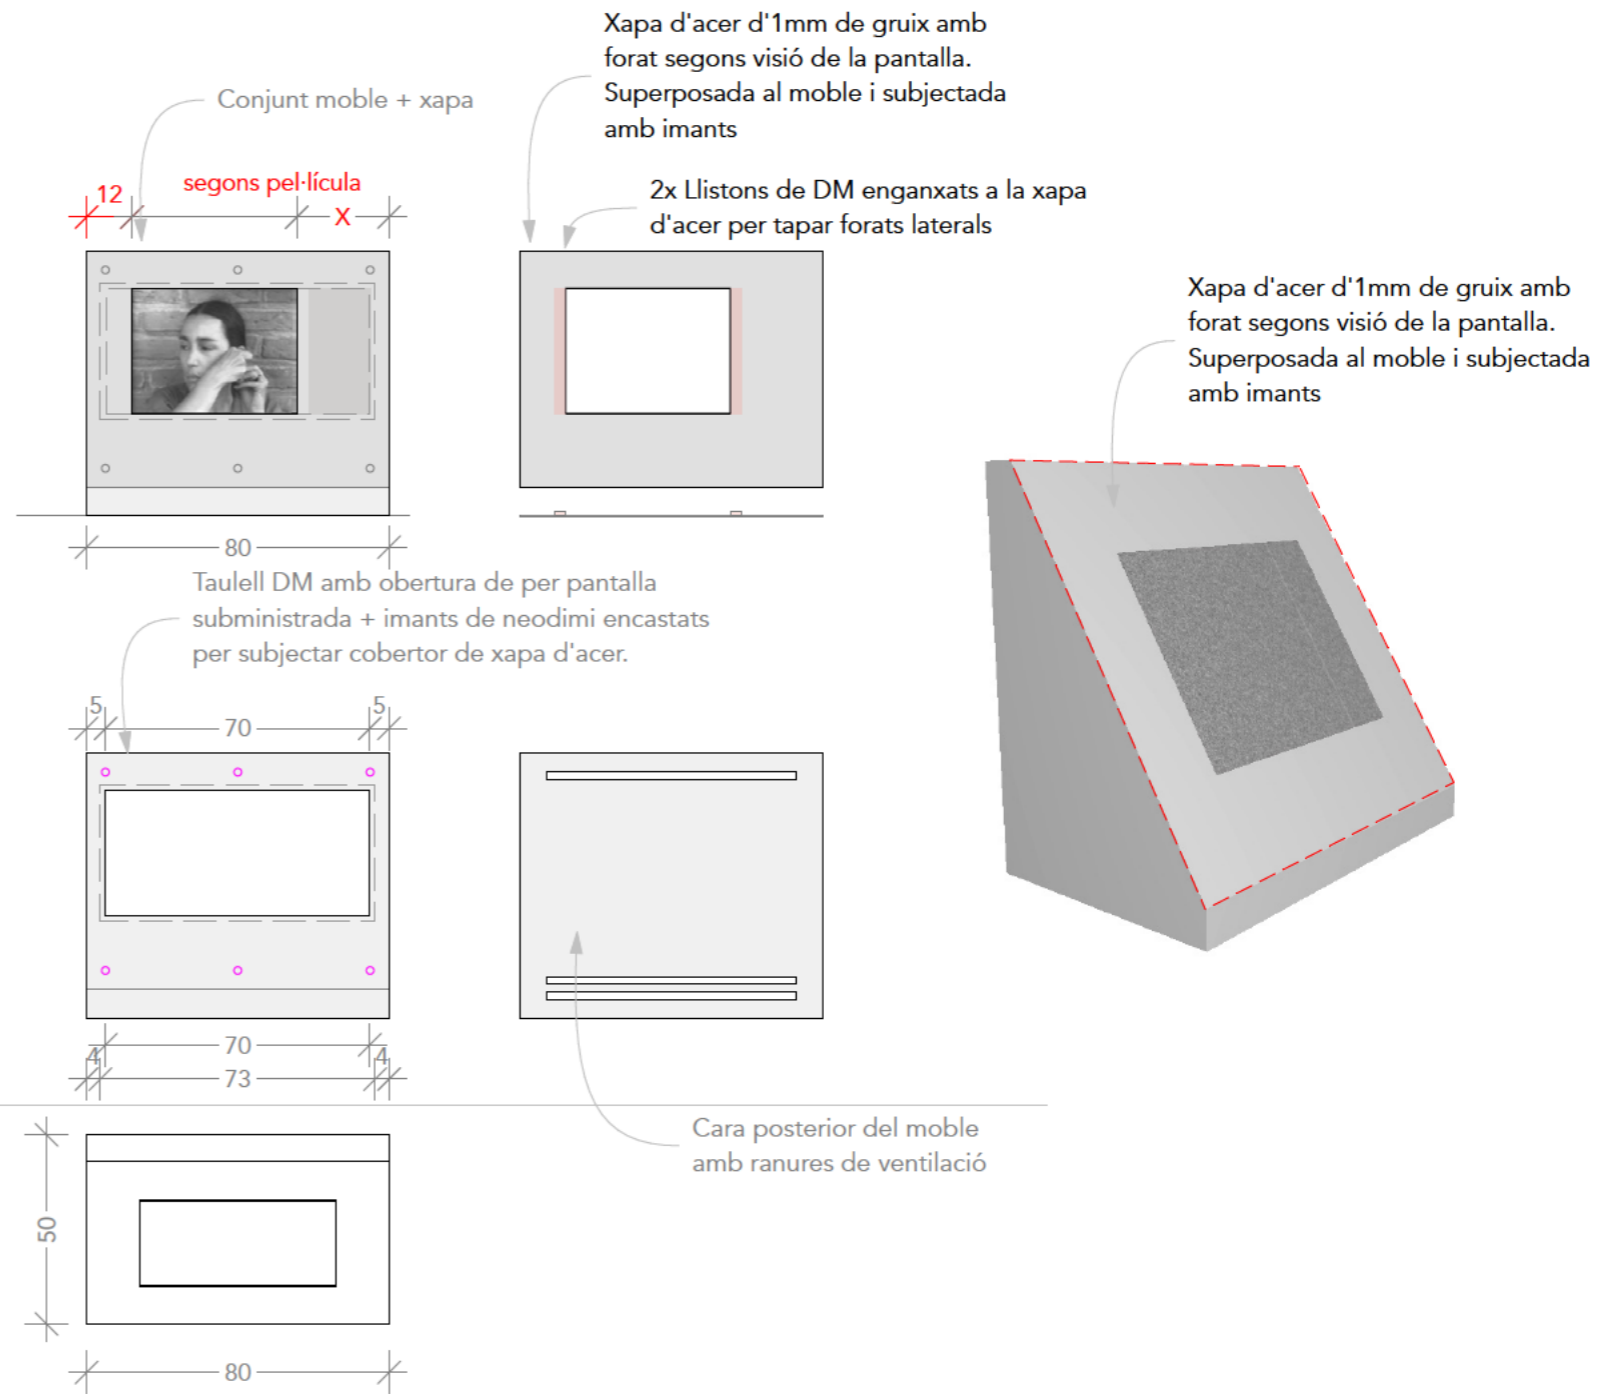 Xapa d'acer d'1mm de gruix amb
forat segons visió de la pantalla.
Superposada al moble i subjectada
amb imants
Conjunt moble + xapa
12
segons pel·lícula
X
2x Llistons de DM enganxats a la xapa
d'acer per tapar forats laterals
Xapa d'acer d'1mm de gruix amb
forat segons visió de la pantalla.
Superposada al moble i subjectada
amb imants
80
Taulell DM amb obertura de per pantalla
subministrada + imants de neodimi encastats
per subjectar cobertor de xapa d'acer.
5
70
5
70
4
4
73
Cara posterior del moble
amb ranures de ventilació
50
80